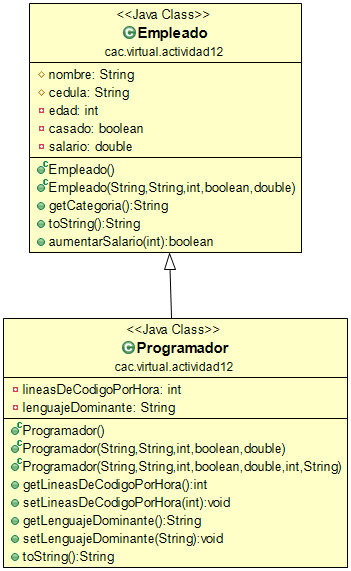 <<Java Class>>
Empleado
cac.virtual.actividad12
nombre: String
cedula: String
edad: int
casado: boolean
salario: double
Empleado()
Empleado(String,String,int,boolean,double)
getCategoria():String
toString():String
aumentarSalario(int):boolean
<<Java Class>>
Programador
cac.virtual.actividad12
lineasDeCodigoPorHora: int
lenguajeDominante: String
Programador()
Programador(String,String,int,boolean,double)
Programador(String,String,int,boolean,double,int,String)
getLineasDeCodigoPorHora():int
setLineasDeCodigoPorHora(int):void
getLenguajeDominante():String
setLenguajeDominante(String):void
toString():String